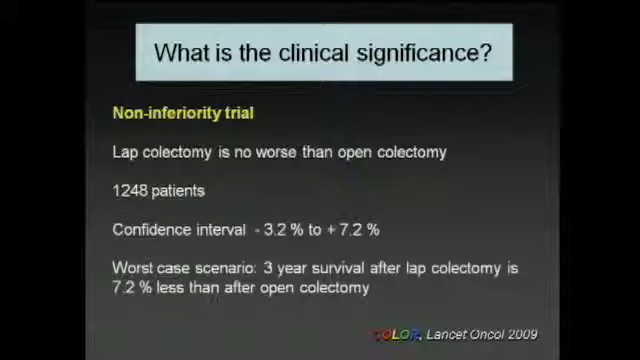 What is the clinical significance?
Non-inferiority trial
Lap colectomy is no worse than open colectomy
1248 patients
Confidence interval - 3.2 % to + 7.2 %
Worst case scenario: 3 year survival after lap colectomy is
7.2 % less than after open colectomy
COLOR, Lancet Oncol 2009